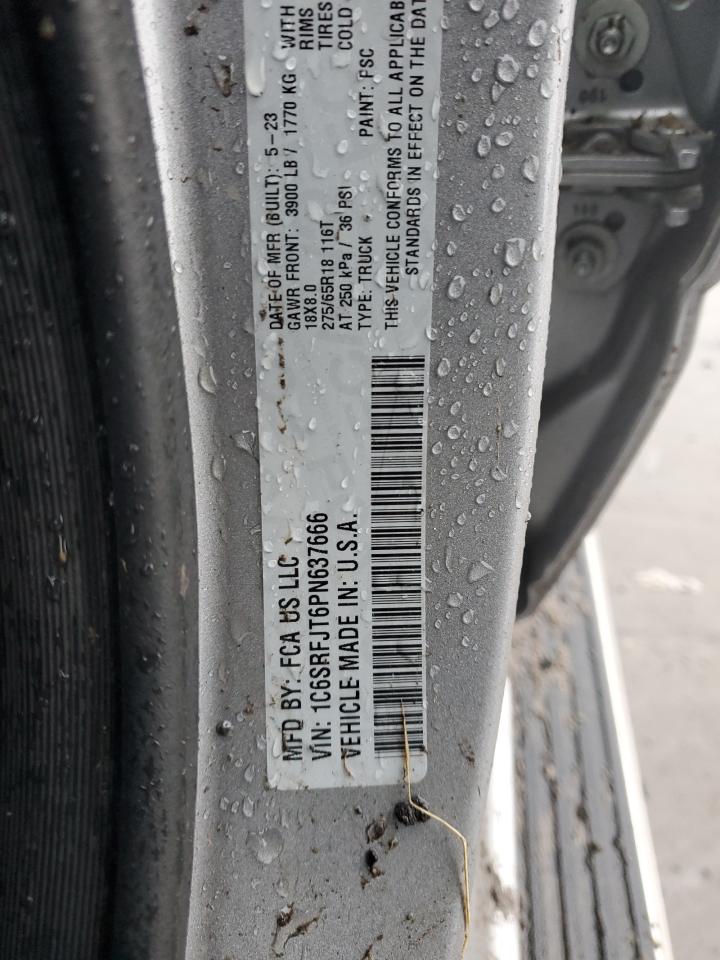 MFD BY: FCA US LLC
VIN: 1C6SRFJT6PN637666
VEHICLE MADE IN: U.S.A.
DATE OF MFR (BUILT): 5-23
GAWR FRONT: 3900 LB / 1770 KG WITH
18X8.0 RIMS
275/65R18 116T TIRES
AT 250 kPa / 36 PSI COLD
TYPE: TRUCK PAINT: PSC
THIS VEHICLE CONFORMS TO ALL APPLICAB
STANDARDS IN EFFECT ON THE DAT
190